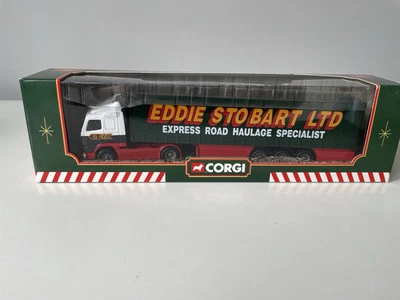 EDDIE STOBART LTD
EXPRESS ROAD HAULAGE SPECIALIST
CORGI